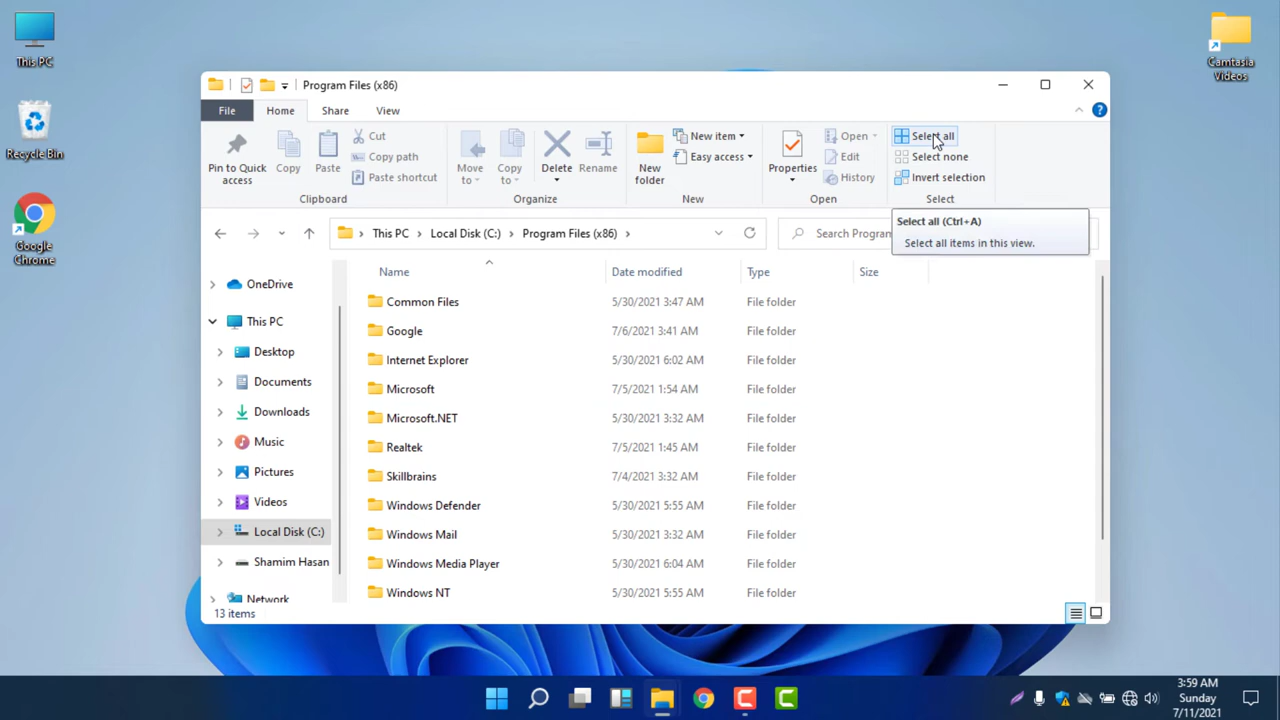 This PC
Recycle Bin
Google
Chrome
Camtasia
Videos
Program Files (x86)
File Home Share View
Pin to Quick
access
Copy
Paste
Cut
Copy path
Paste shortcut
Clipboard
Move
to
Copy
to
Delete
Rename
Organize
New
folder
New item
Easy access
New
Properties
Open
Edit
History
Open
Select all
Select none
Invert selection
Select
Select all (Ctrl+A)
Select all items in this view.
This PC Local Disk (C:) Program Files (x86)
Search Progran
OneDrive
This PC
Desktop
Documents
Downloads
Music
Pictures
Videos
Local Disk (C:)
Shamim Hasan
Network
Name Date modified Type Size
Common Files 5/30/2021 3:47 AM File folder
Google 7/6/2021 3:41 AM File folder
Internet Explorer 5/30/2021 6:02 AM File folder
Microsoft 7/5/2021 1:54 AM File folder
Microsoft.NET 5/30/2021 3:32 AM File folder
Realtek 7/5/2021 1:45 AM File folder
Skillbrains 7/4/2021 3:32 AM File folder
Windows Defender 5/30/2021 5:55 AM File folder
Windows Mail 5/30/2021 3:32 AM File folder
Windows Media Player 5/30/2021 6:04 AM File folder
Windows NT 5/30/2021 5:55 AM File folder
13 items
3:59 AM
Sunday
7/11/2021